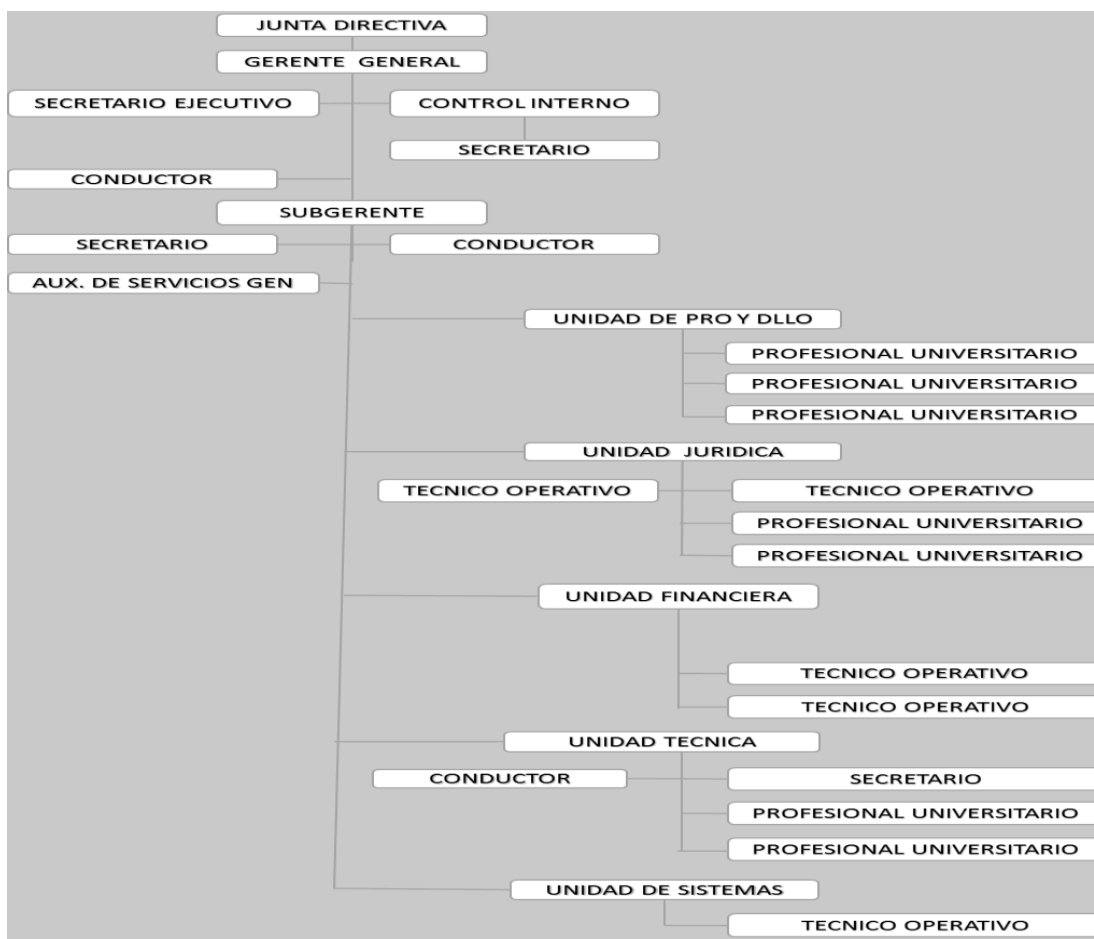 JUNTA DIRECTIVA
GERENTE GENERAL
SECRETARIO EJECUTIVO
CONTROL INTERNO
SECRETARIO
CONDUCTOR
SUBGERENTE
SECRETARIO
CONDUCTOR
AUX. DE SERVICIOS GEN
UNIDAD DE PRO Y DLLO
PROFESIONAL UNIVERSITARIO
PROFESIONAL UNIVERSITARIO
PROFESIONAL UNIVERSITARIO
UNIDAD JURIDICA
TECNICO OPERATIVO
TECNICO OPERATIVO
PROFESIONAL UNIVERSITARIO
PROFESIONAL UNIVERSITARIO
UNIDAD FINANCIERA
TECNICO OPERATIVO
TECNICO OPERATIVO
UNIDAD TECNICA
CONDUCTOR
SECRETARIO
PROFESIONAL UNIVERSITARIO
PROFESIONAL UNIVERSITARIO
UNIDAD DE SISTEMAS
TECNICO OPERATIVO